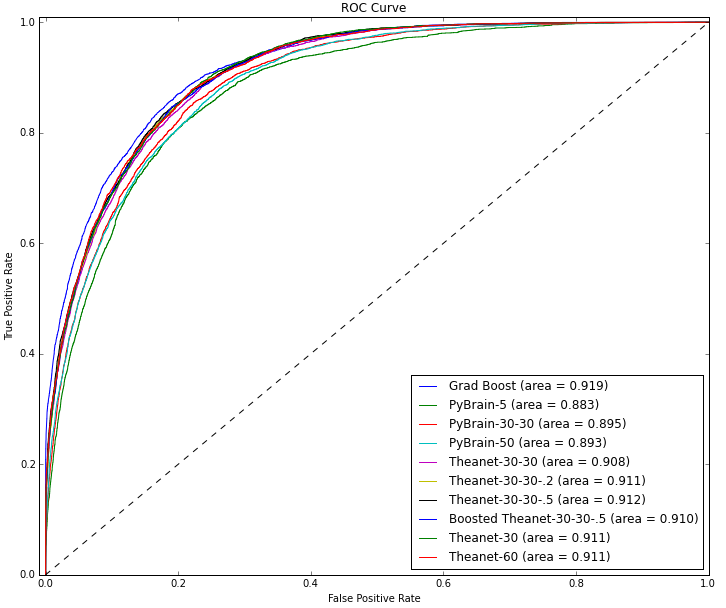 ROC Curve
1.0
0.8
0.6
0.4
0.2
0.0
True Positive Rate
Grad Boost (area = 0.919)
PyBrain-5 (area = 0.883)
PyBrain-30-30 (area = 0.895)
PyBrain-50 (area = 0.893)
Theanet-30-30 (area = 0.908)
Theanet-30-30-.2 (area = 0.911)
Theanet-30-30-.5 (area = 0.912)
Boosted Theanet-30-30-.5 (area = 0.910)
Theanet-30 (area = 0.911)
Theanet-60 (area = 0.911)
0.0 0.2 0.4 0.6 0.8 1.0
False Positive Rate